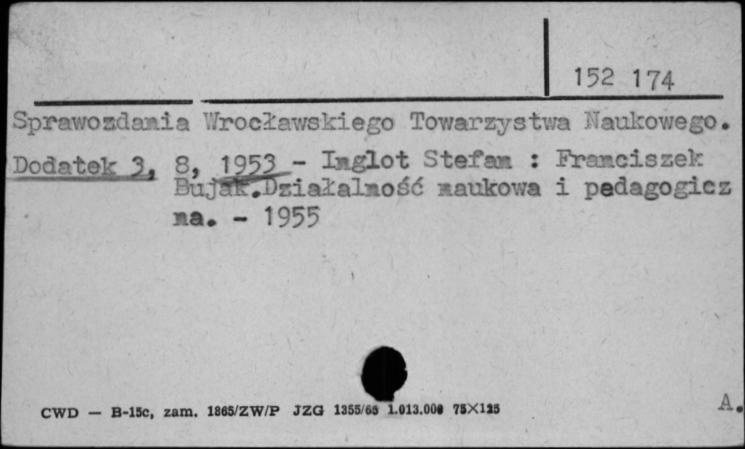 152 174
Sprawozdania Wrocławskiego Towarzystwa Naukowego.
Dodatek 3, 8, 1953 - Inglot Stefan : Franciszek
Bujak.Działalność naukowa i pedagogicz
na. - 1955
CWD — B-15c, zam. 1865/ZW/P JZG 1355/65 1.013.000 75X125
A.